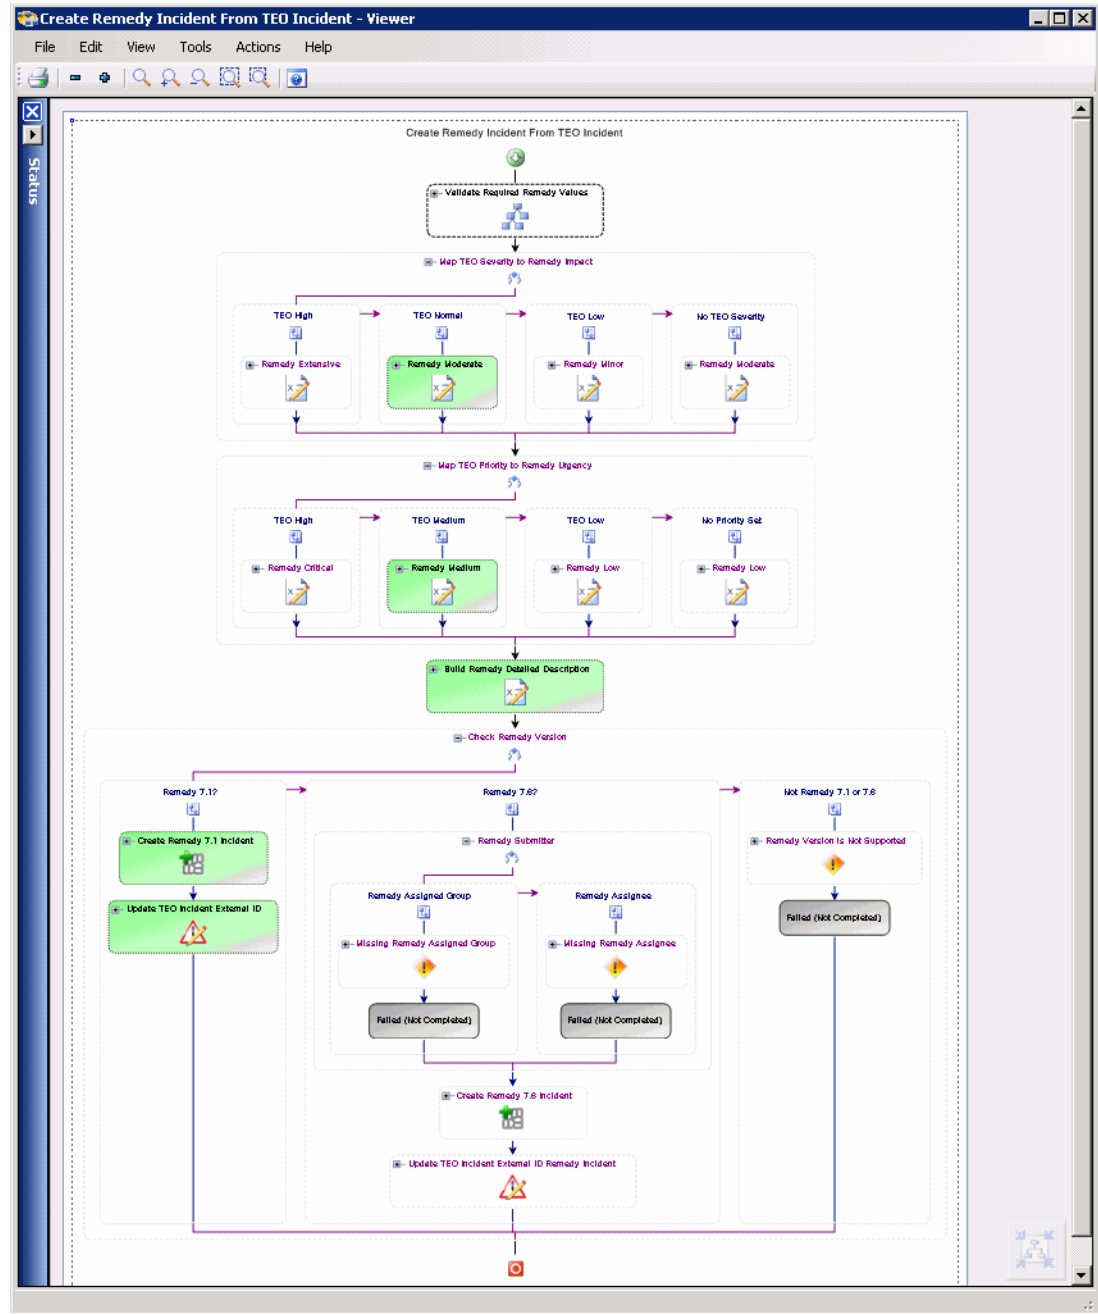 Create Remedy Incident From TEO Incident - Viewer
File Edit View Tools Actions Help
Status
Create Remedy Incident From TEO Incident
Validate Required Remedy Values
Map TEO Severity to Remedy Impact
TEO High TEO Normal TEO Low No TEO Severity
Remedy Extensive Remedy Moderate Remedy Minor Remedy Moderate
Map TEO Priority to Remedy Urgency
TEO High TEO Medium TEO Low No Priority Set
Remedy Critical Remedy Medium Remedy Low Remedy Low
Build Remedy Detailed Description
Check Remedy Version
Remedy 7.1? Remedy 7.6? Not Remedy 7.1 or 7.6
Create Remedy 7.1 Incident Remedy Submitter Remedy Version is Not Supported
Remedy Assigned Group Remedy Assignee
Update TEO Incident External ID Failed (Not Completed)
Missing Remedy Assigned Group Missing Remedy Assignee
Failed (Not Completed) Failed (Not Completed)
Create Remedy 7.6 Incident
Update TEO Incident External ID Remedy Incident